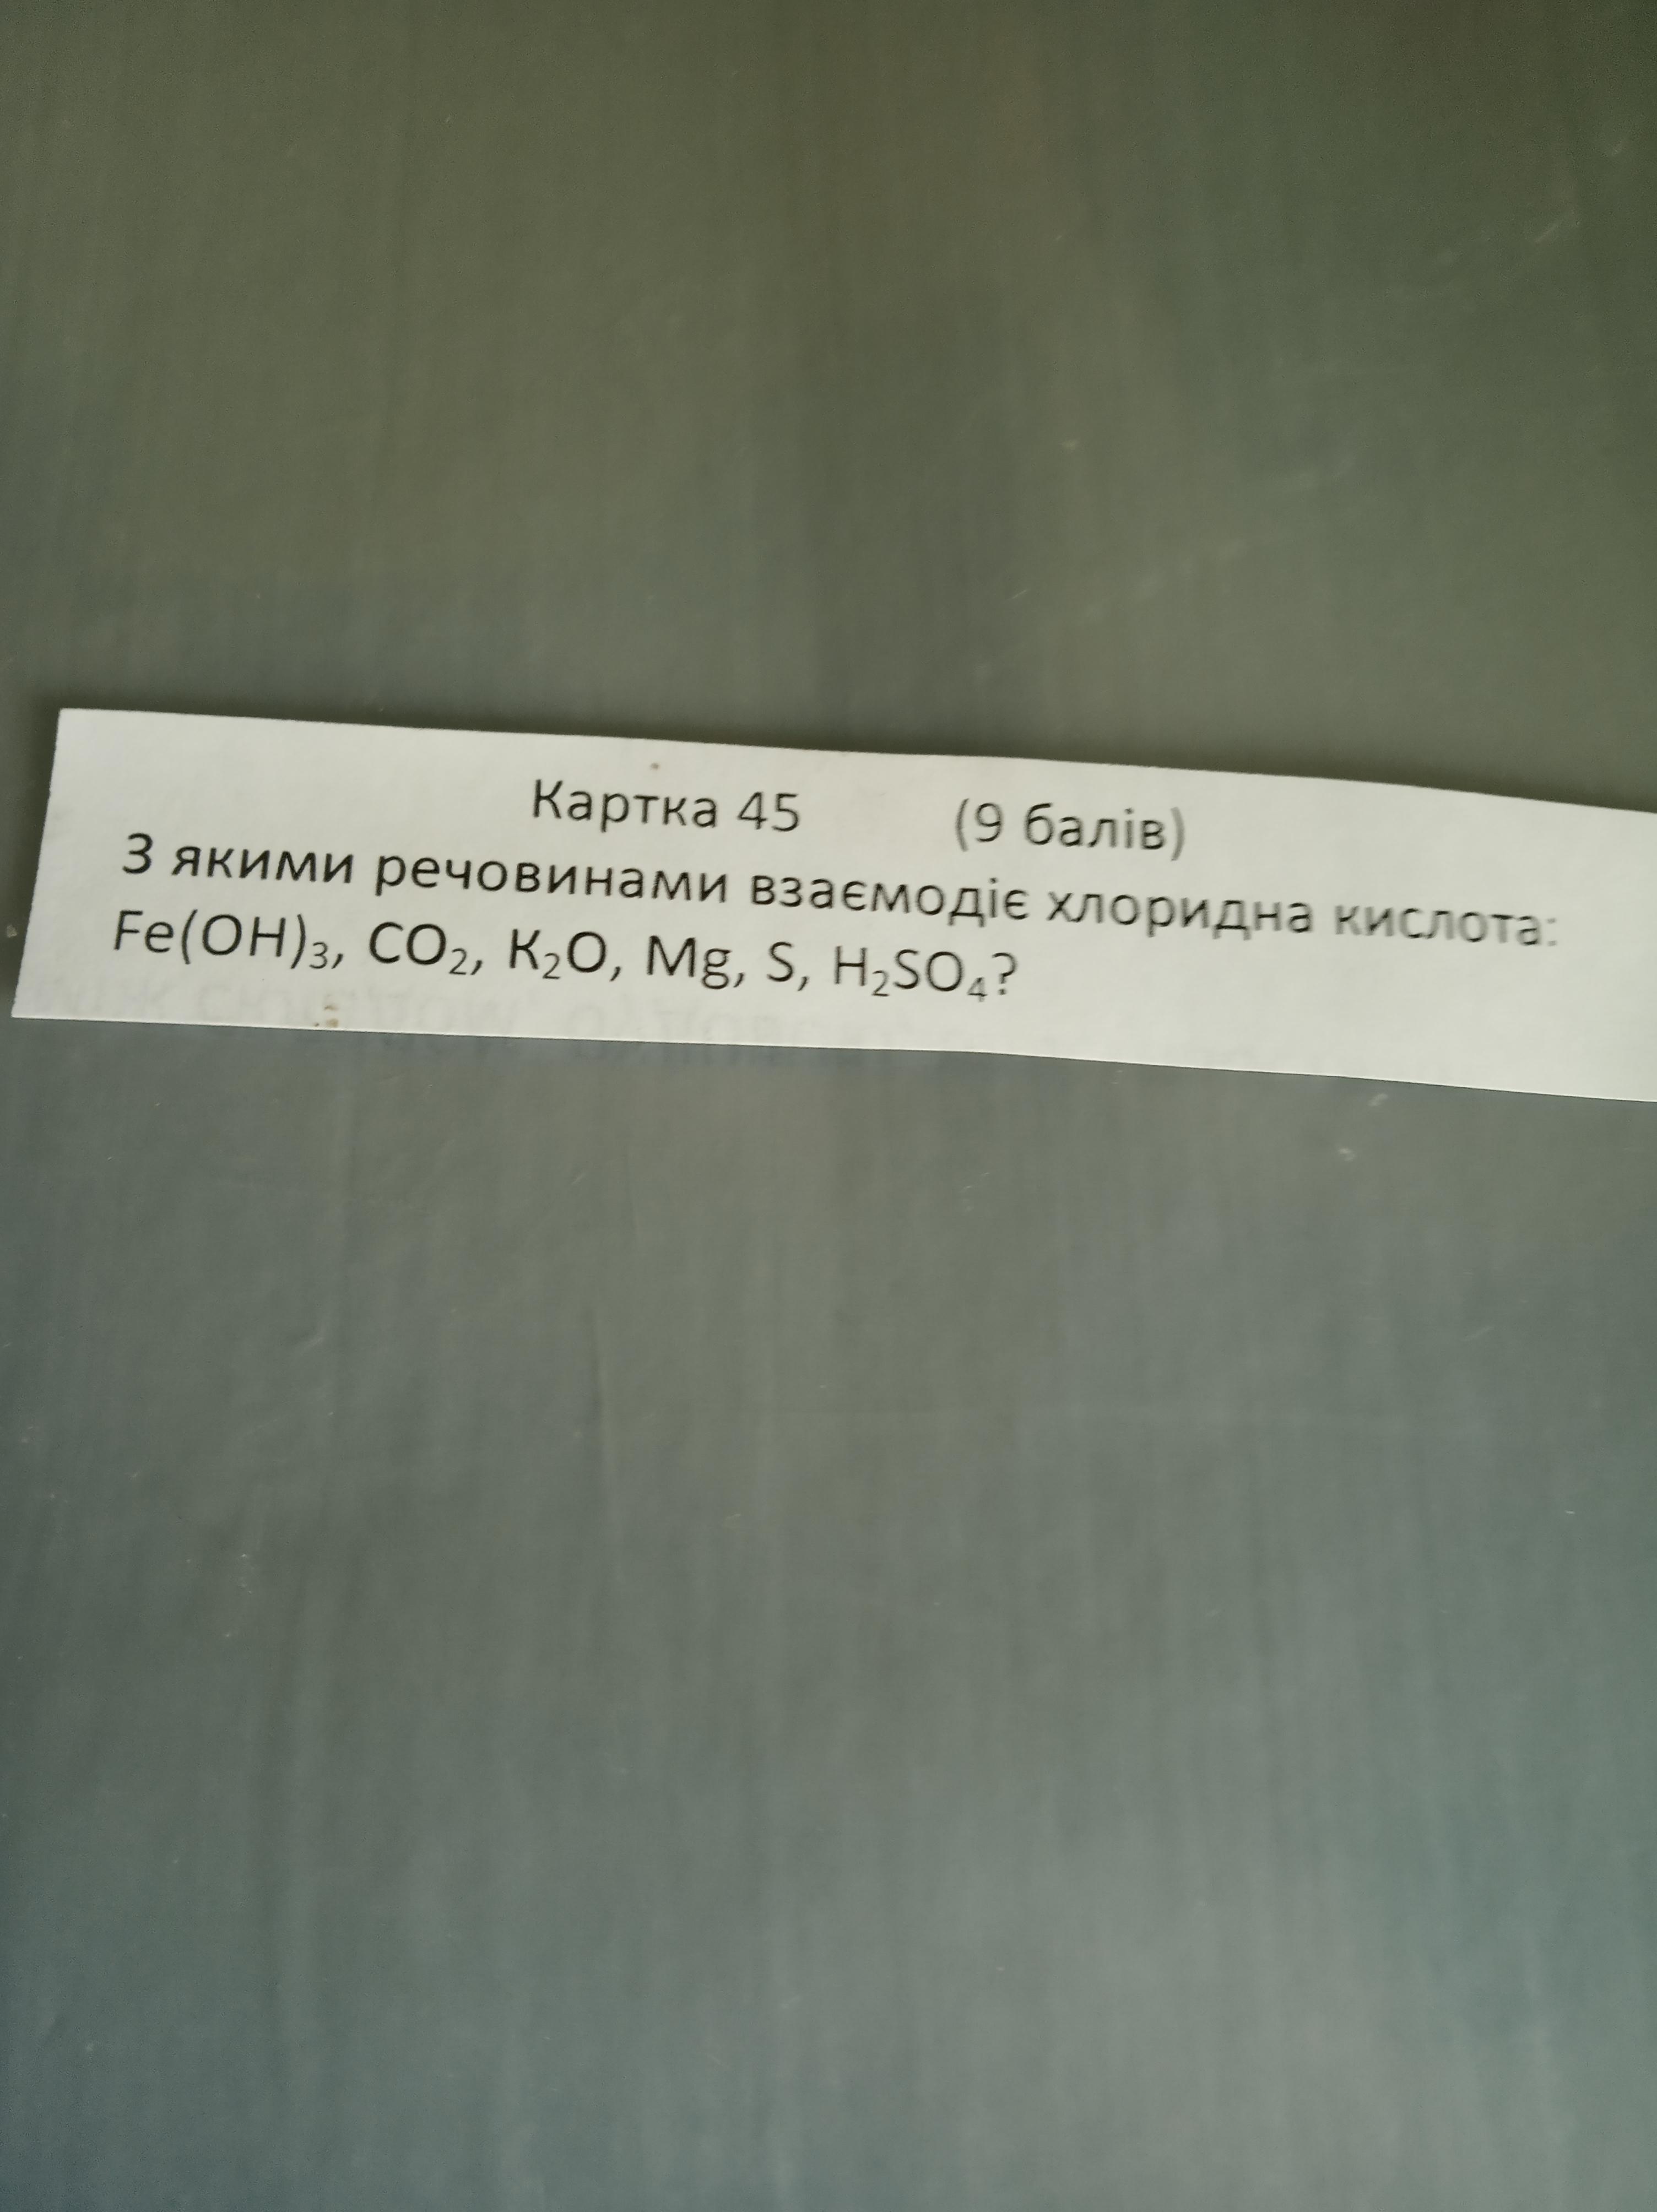 Картка 45 (9 балів)
З якими речовинами взаємодіє хлоридна кислота:
Fe(OH)₃, CO₂, K₂O, Mg, S, H₂SO₄?